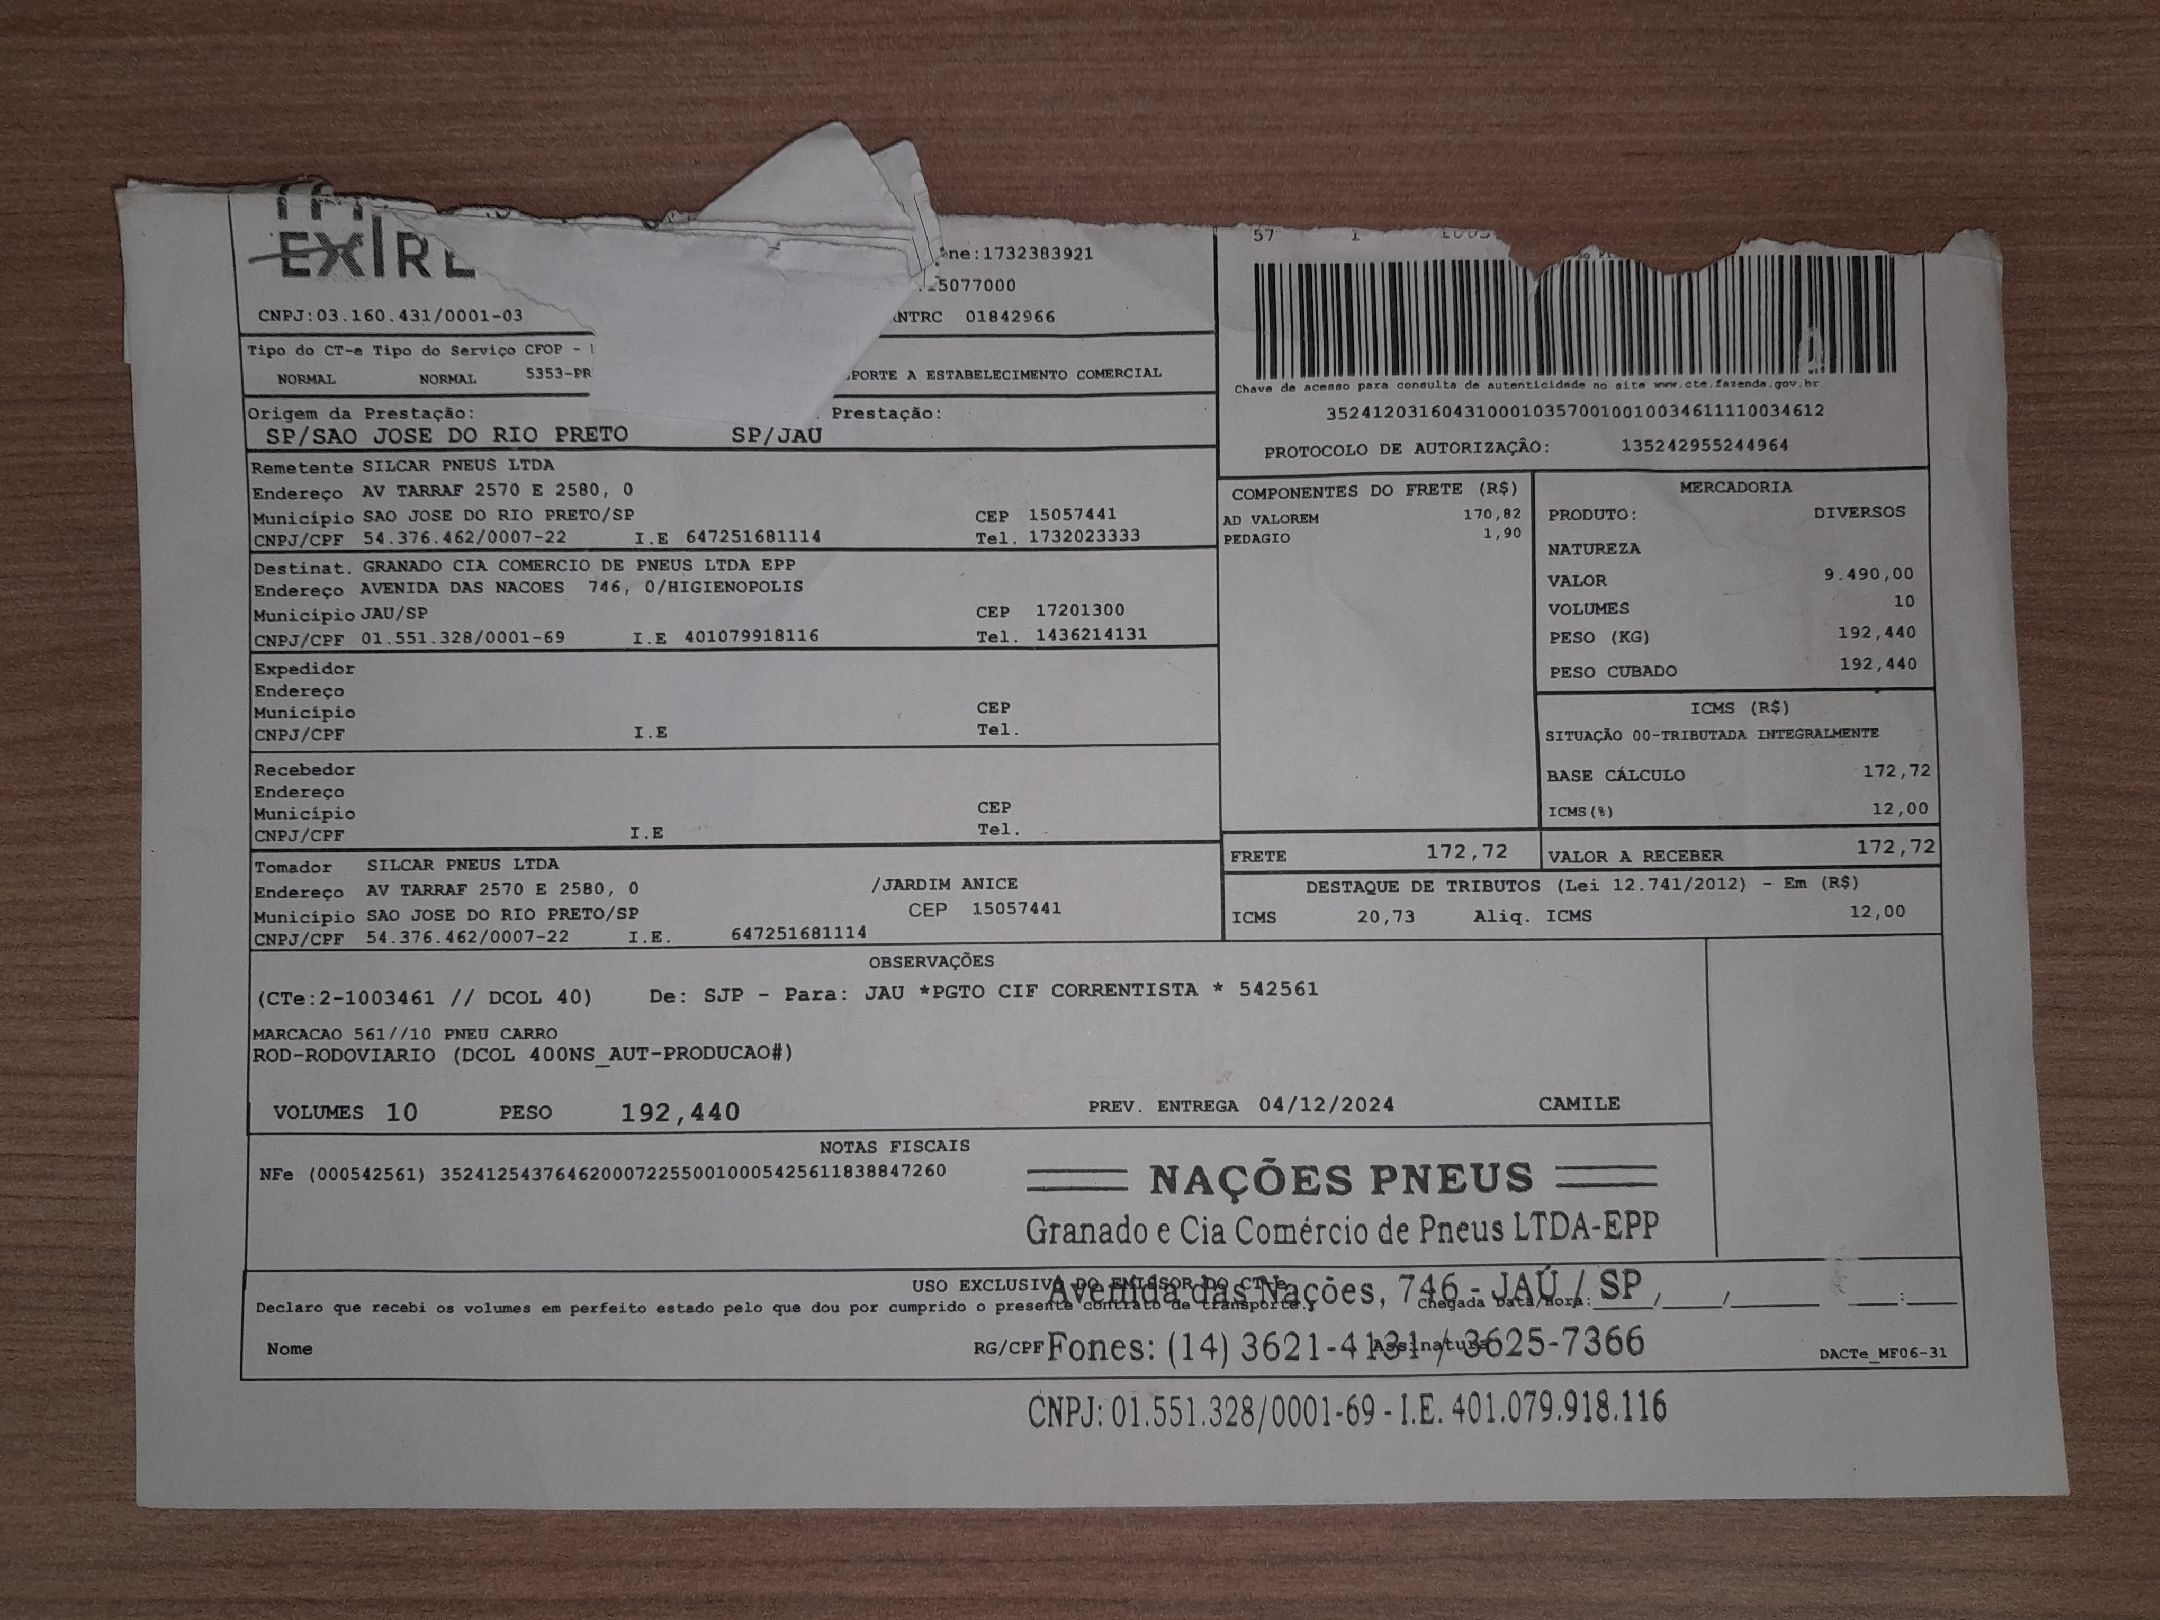 CNPJ:03.160.431/0001-03
ne:1732383921
5077000
NTRC 01842966
Tipo do CT-e Tipo do Serviço CFOP -
NORMAL NORMAL 5353-PR
PORTE A ESTABELECIMENTO COMERCIAL
Origem da Prestação: Prestação:
SP/SAO JOSE DO RIO PRETO SP/JAU
57 1
Chave de acesso para consulta de autenticidade no site www.cte.fazenda.gov.br
35241203160431000103570010010034611110034612
PROTOCOLO DE AUTORIZAÇÃO: 135242955244964
Remetente SILCAR PNEUS LTDA
Endereço AV TARRAF 2570 E 2580, 0
Município SAO JOSE DO RIO PRETO/SP CEP 15057441
CNPJ/CPF 54.376.462/0007-22 I.E 647251681114 Tel. 1732023333
Destinat. GRANADO CIA COMERCIO DE PNEUS LTDA EPP
Endereço AVENIDA DAS NACOES 746, 0/HIGIENOPOLIS
Município JAU/SP CEP 17201300
CNPJ/CPF 01.551.328/0001-69 I.E 401079918116 Tel. 1436214131
Expedidor
Endereço
Município CEP
CNPJ/CPF I.E Tel.
Recebedor
Endereço
Município CEP
CNPJ/CPF I.E Tel.
Tomador SILCAR PNEUS LTDA
Endereço AV TARRAF 2570 E 2580, 0 /JARDIM ANICE
Município SAO JOSE DO RIO PRETO/SP CEP 15057441
CNPJ/CPF 54.376.462/0007-22 I.E. 647251681114
COMPONENTES DO FRETE (R$)
AD VALOREM 170,82
PEDAGIO 1,90
MERCADORIA
PRODUTO: DIVERSOS
NATUREZA
VALOR 9.490,00
VOLUMES 10
PESO (KG) 192,440
PESO CUBADO 192,440
ICMS (R$)
SITUAÇÃO 00-TRIBUTADA INTEGRALMENTE
BASE CÁLCULO 172,72
ICMS(%) 12,00
FRETE 172,72 VALOR A RECEBER 172,72
DESTAQUE DE TRIBUTOS (Lei 12.741/2012) - Em (R$)
ICMS 20,73 Aliq. ICMS 12,00
OBSERVAÇÕES
(CTe:2-1003461 // DCOL 40) De: SJP - Para: JAU *PGTO CIF CORRENTISTA * 542561
MARCACAO 561//10 PNEU CARRO
ROD-RODOVIARIO (DCOL 400NS_AUT-PRODUCAO#)
VOLUMES 10 PESO 192,440 PREV. ENTREGA 04/12/2024 CAMILE
NOTAS FISCAIS
NFe (000542561) 35241254376462000722550010005425611838847260
NAÇÕES PNEUS
Granado e Cia Comércio de Pneus LTDA-EPP
Avenida das Nações, 746 - JAÚ / SP
Fones: (14) 3621-4131 / 3625-7366
CNPJ: 01.551.328/0001-69 - I.E. 401.079.918.116
USO EXCLUSIVO DO EMISSOR DO CT-e
Declaro que recebi os volumes em perfeito estado pelo que dou por cumprido o presente contrato de transporte. Chegada Data/Hora:____/____/______ ___:___
Nome RG/CPF Assinatura DACTe_MF06-31